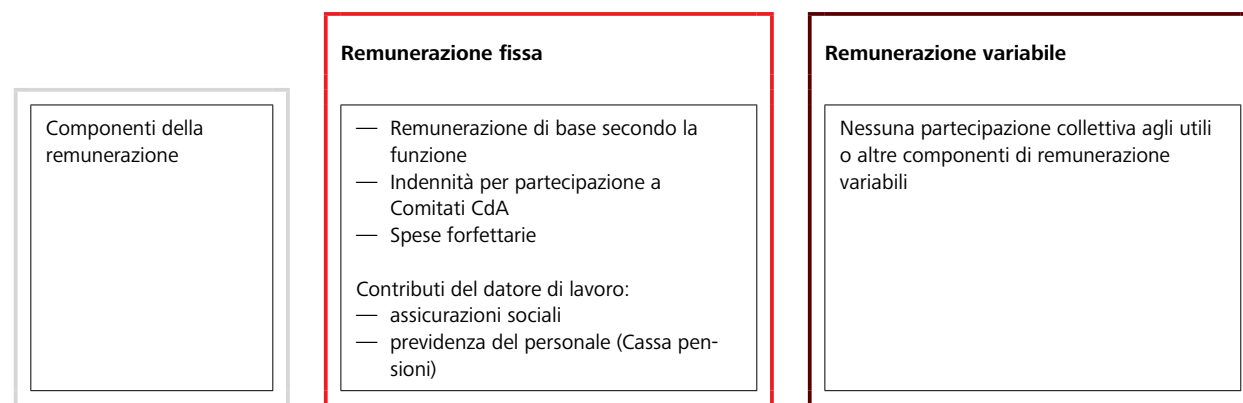 Remunerazione fissa
Remunerazione variabile
Componenti della
remunerazione
— Remunerazione di base secondo la
funzione
— Indennità per partecipazione a
Comitati CdA
— Spese forfettarie
Contributi del datore di lavoro:
— assicurazioni sociali
— previdenza del personale (Cassa pen-
sioni)
Nessuna partecipazione collettiva agli utili
o altre componenti di remunerazione
variabili